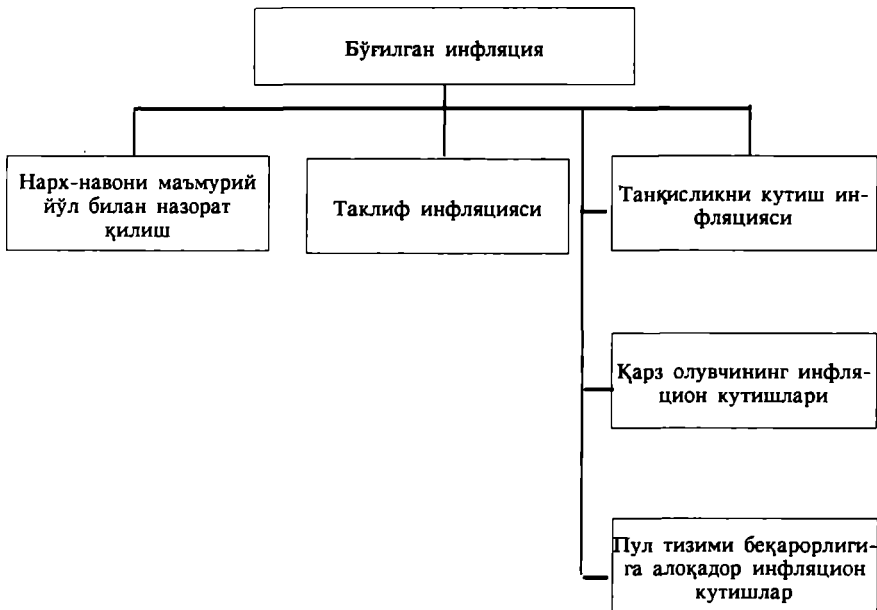 Бўғилган инфляция
Нарх-навони маъмурий
йўл билан назорат
қилиш
Таклиф инфляцияси
Танқисликни кутиш ин-
фляцияси
Қарз олувчининг инфля-
цион кутишлари
Пул тизими беқарорлиги-
га алоқадор инфляцион
кутишлар